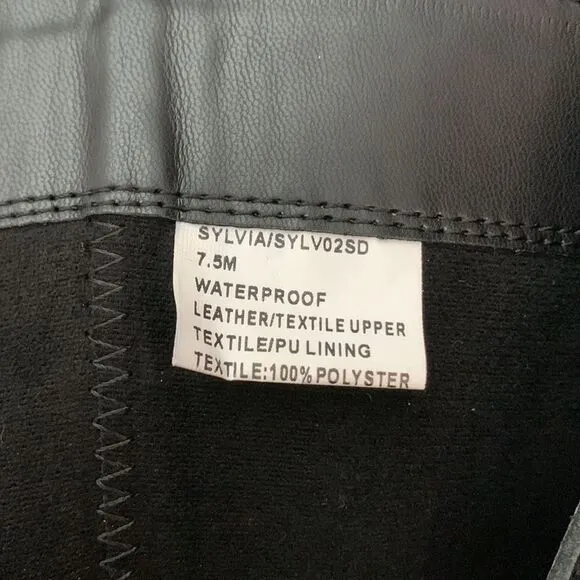 SYLVIA/SYLV02SD
7.5M
WATERPROOF
LEATHER/TEXTILE UPPER
TEXTILE/PU LINING
TEXTILE:100% POLYSTER